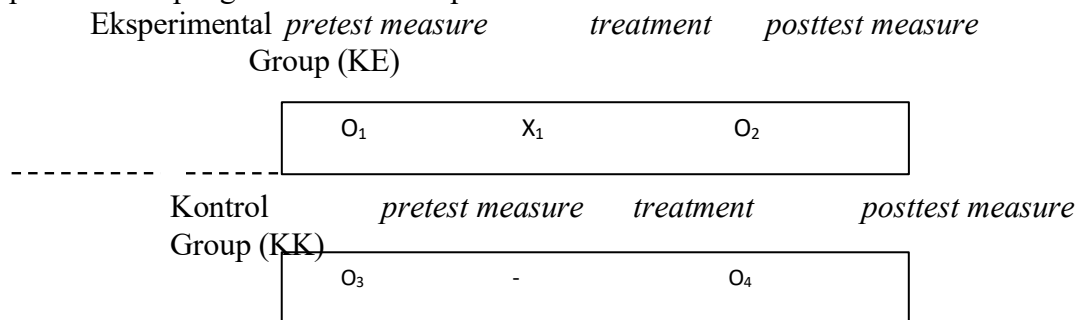 Eksperimental pretest measure treatment posttest measure
Group (KE)
O₁ X₁ O₂
Kontrol pretest measure treatment posttest measure
Group (KK)
O₃ - O₄